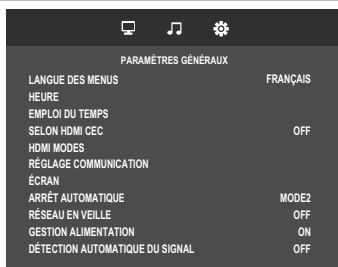 PARAMÈTRES GÉNÉRAUX
LANGUE DES MENUS FRANÇAIS
HEURE
EMPLOI DU TEMPS
SELON HDMI CEC OFF
HDMI MODES
RÉGLAGE COMMUNICATION
ÉCRAN
ARRÊT AUTOMATIQUE MODE2
RÉSEAU EN VEILLE OFF
GESTION ALIMENTATION ON
DÉTECTION AUTOMATIQUE DU SIGNAL OFF